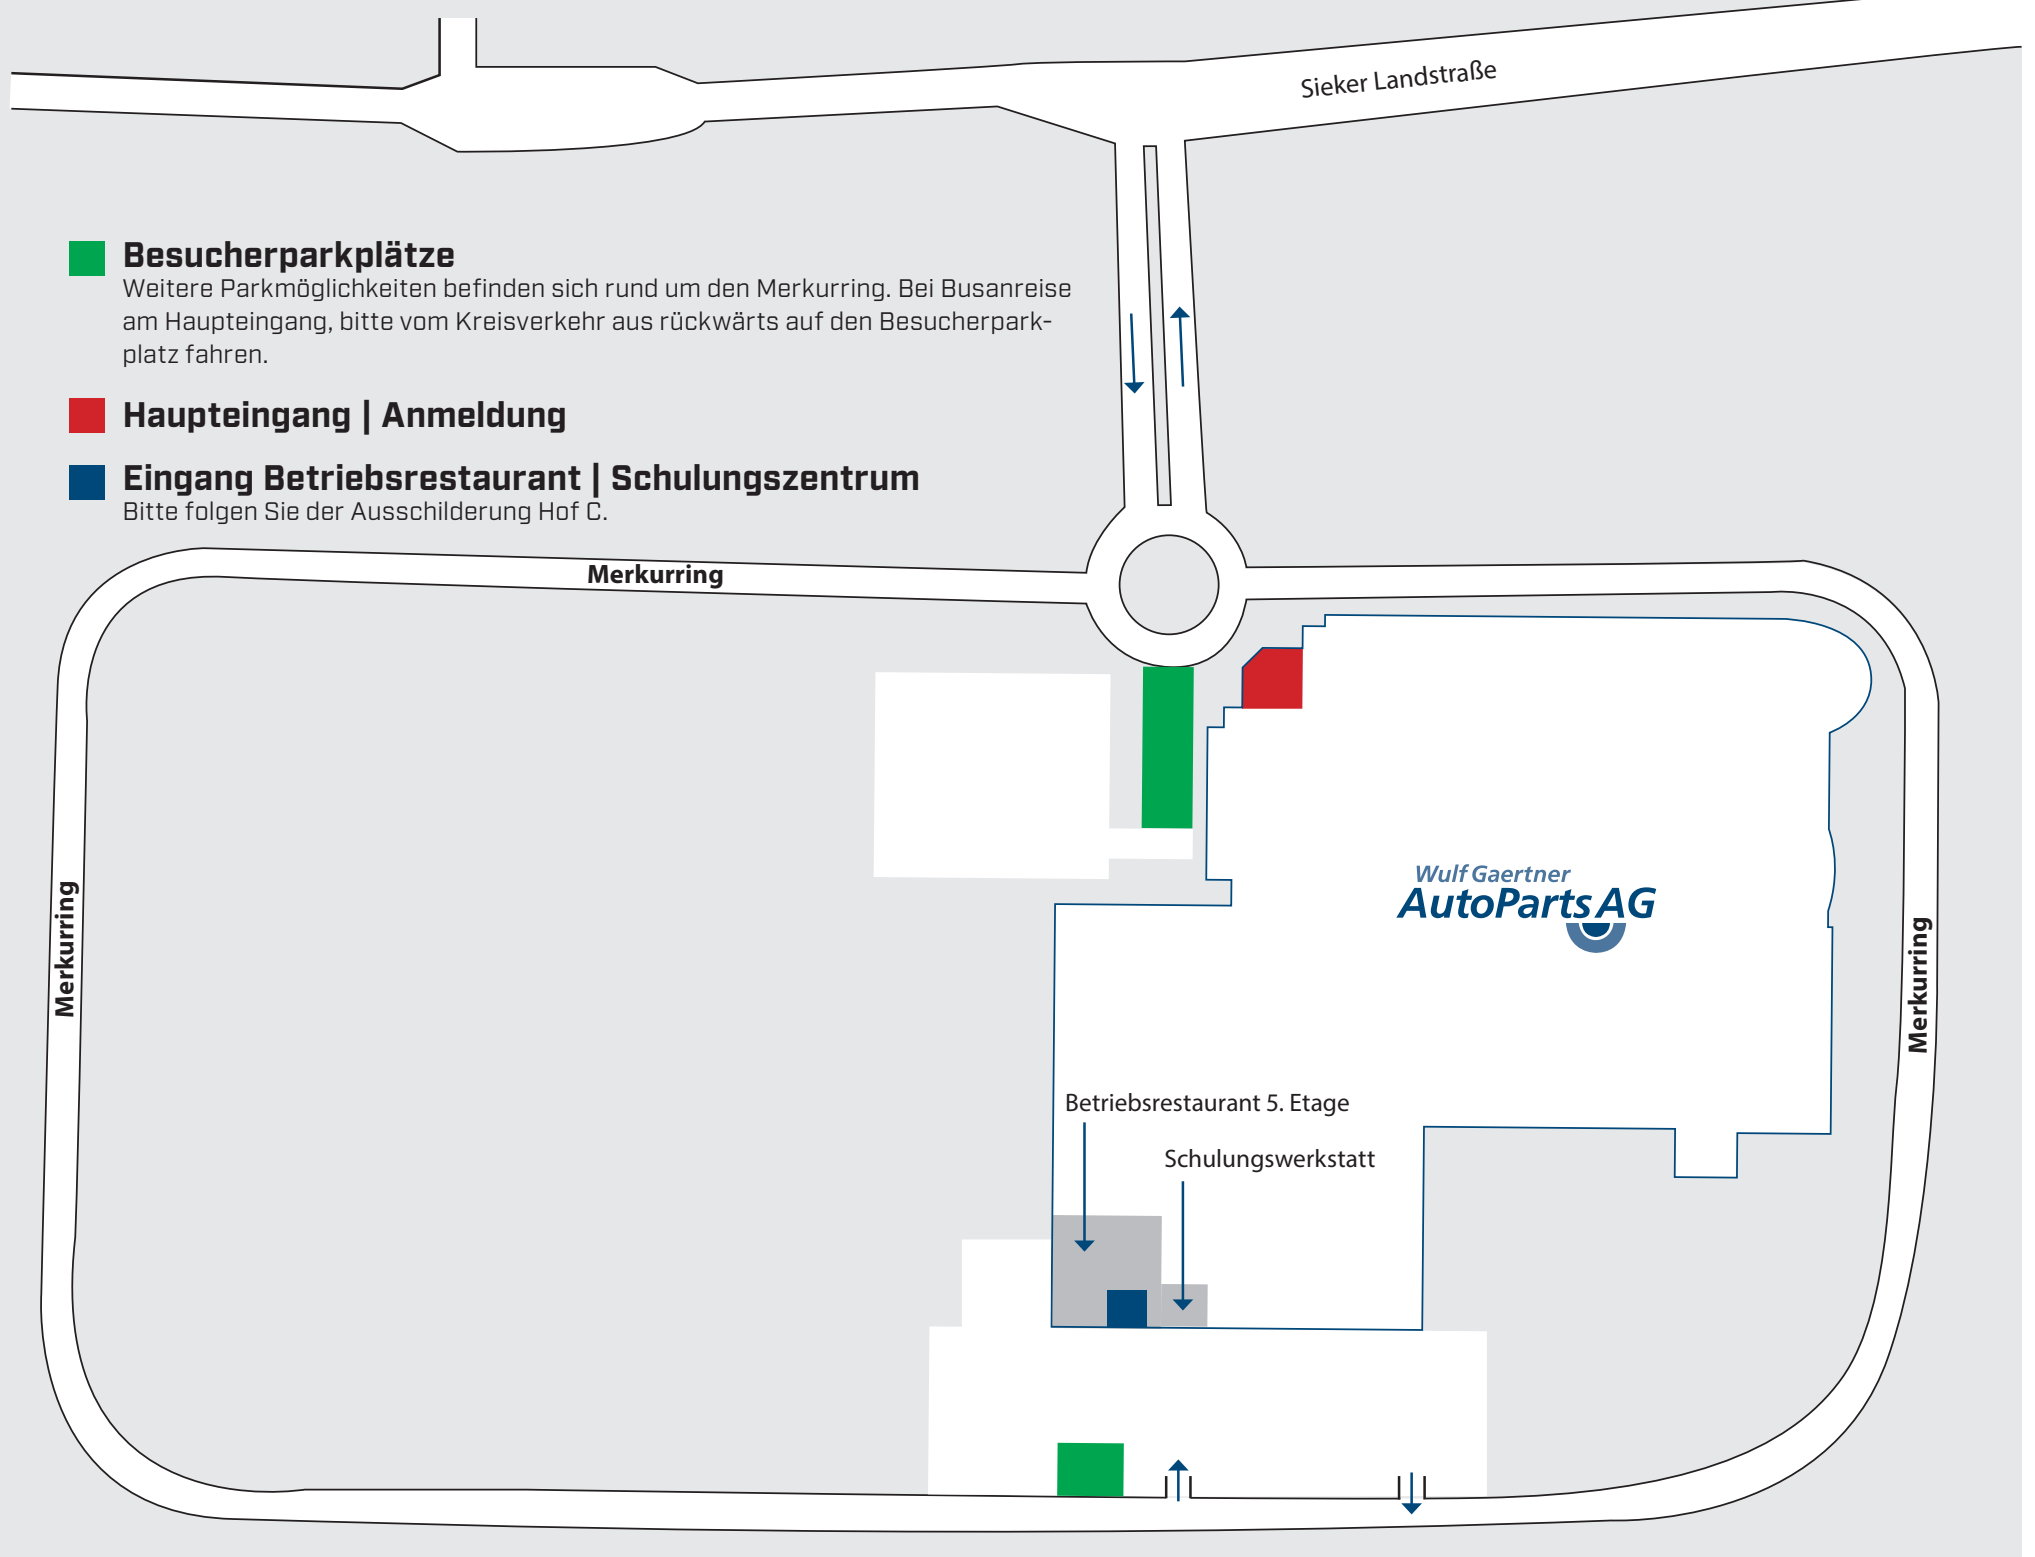 Sieker Landstraße
Besucherparkplätze
Weitere Parkmöglichkeiten befinden sich rund um den Merkurring. Bei Busanreise
am Haupteingang, bitte vom Kreisverkehr aus rückwärts auf den Besucherpark-
platz fahren.
Haupteingang | Anmeldung
Eingang Betriebsrestaurant | Schulungszentrum
Bitte folgen Sie der Ausschilderung Hof C.
Merkurring
Merkurring
Wulf Gaertner
AutoParts AG
Merkurring
Betriebsrestaurant 5. Etage
Schulungswerkstatt